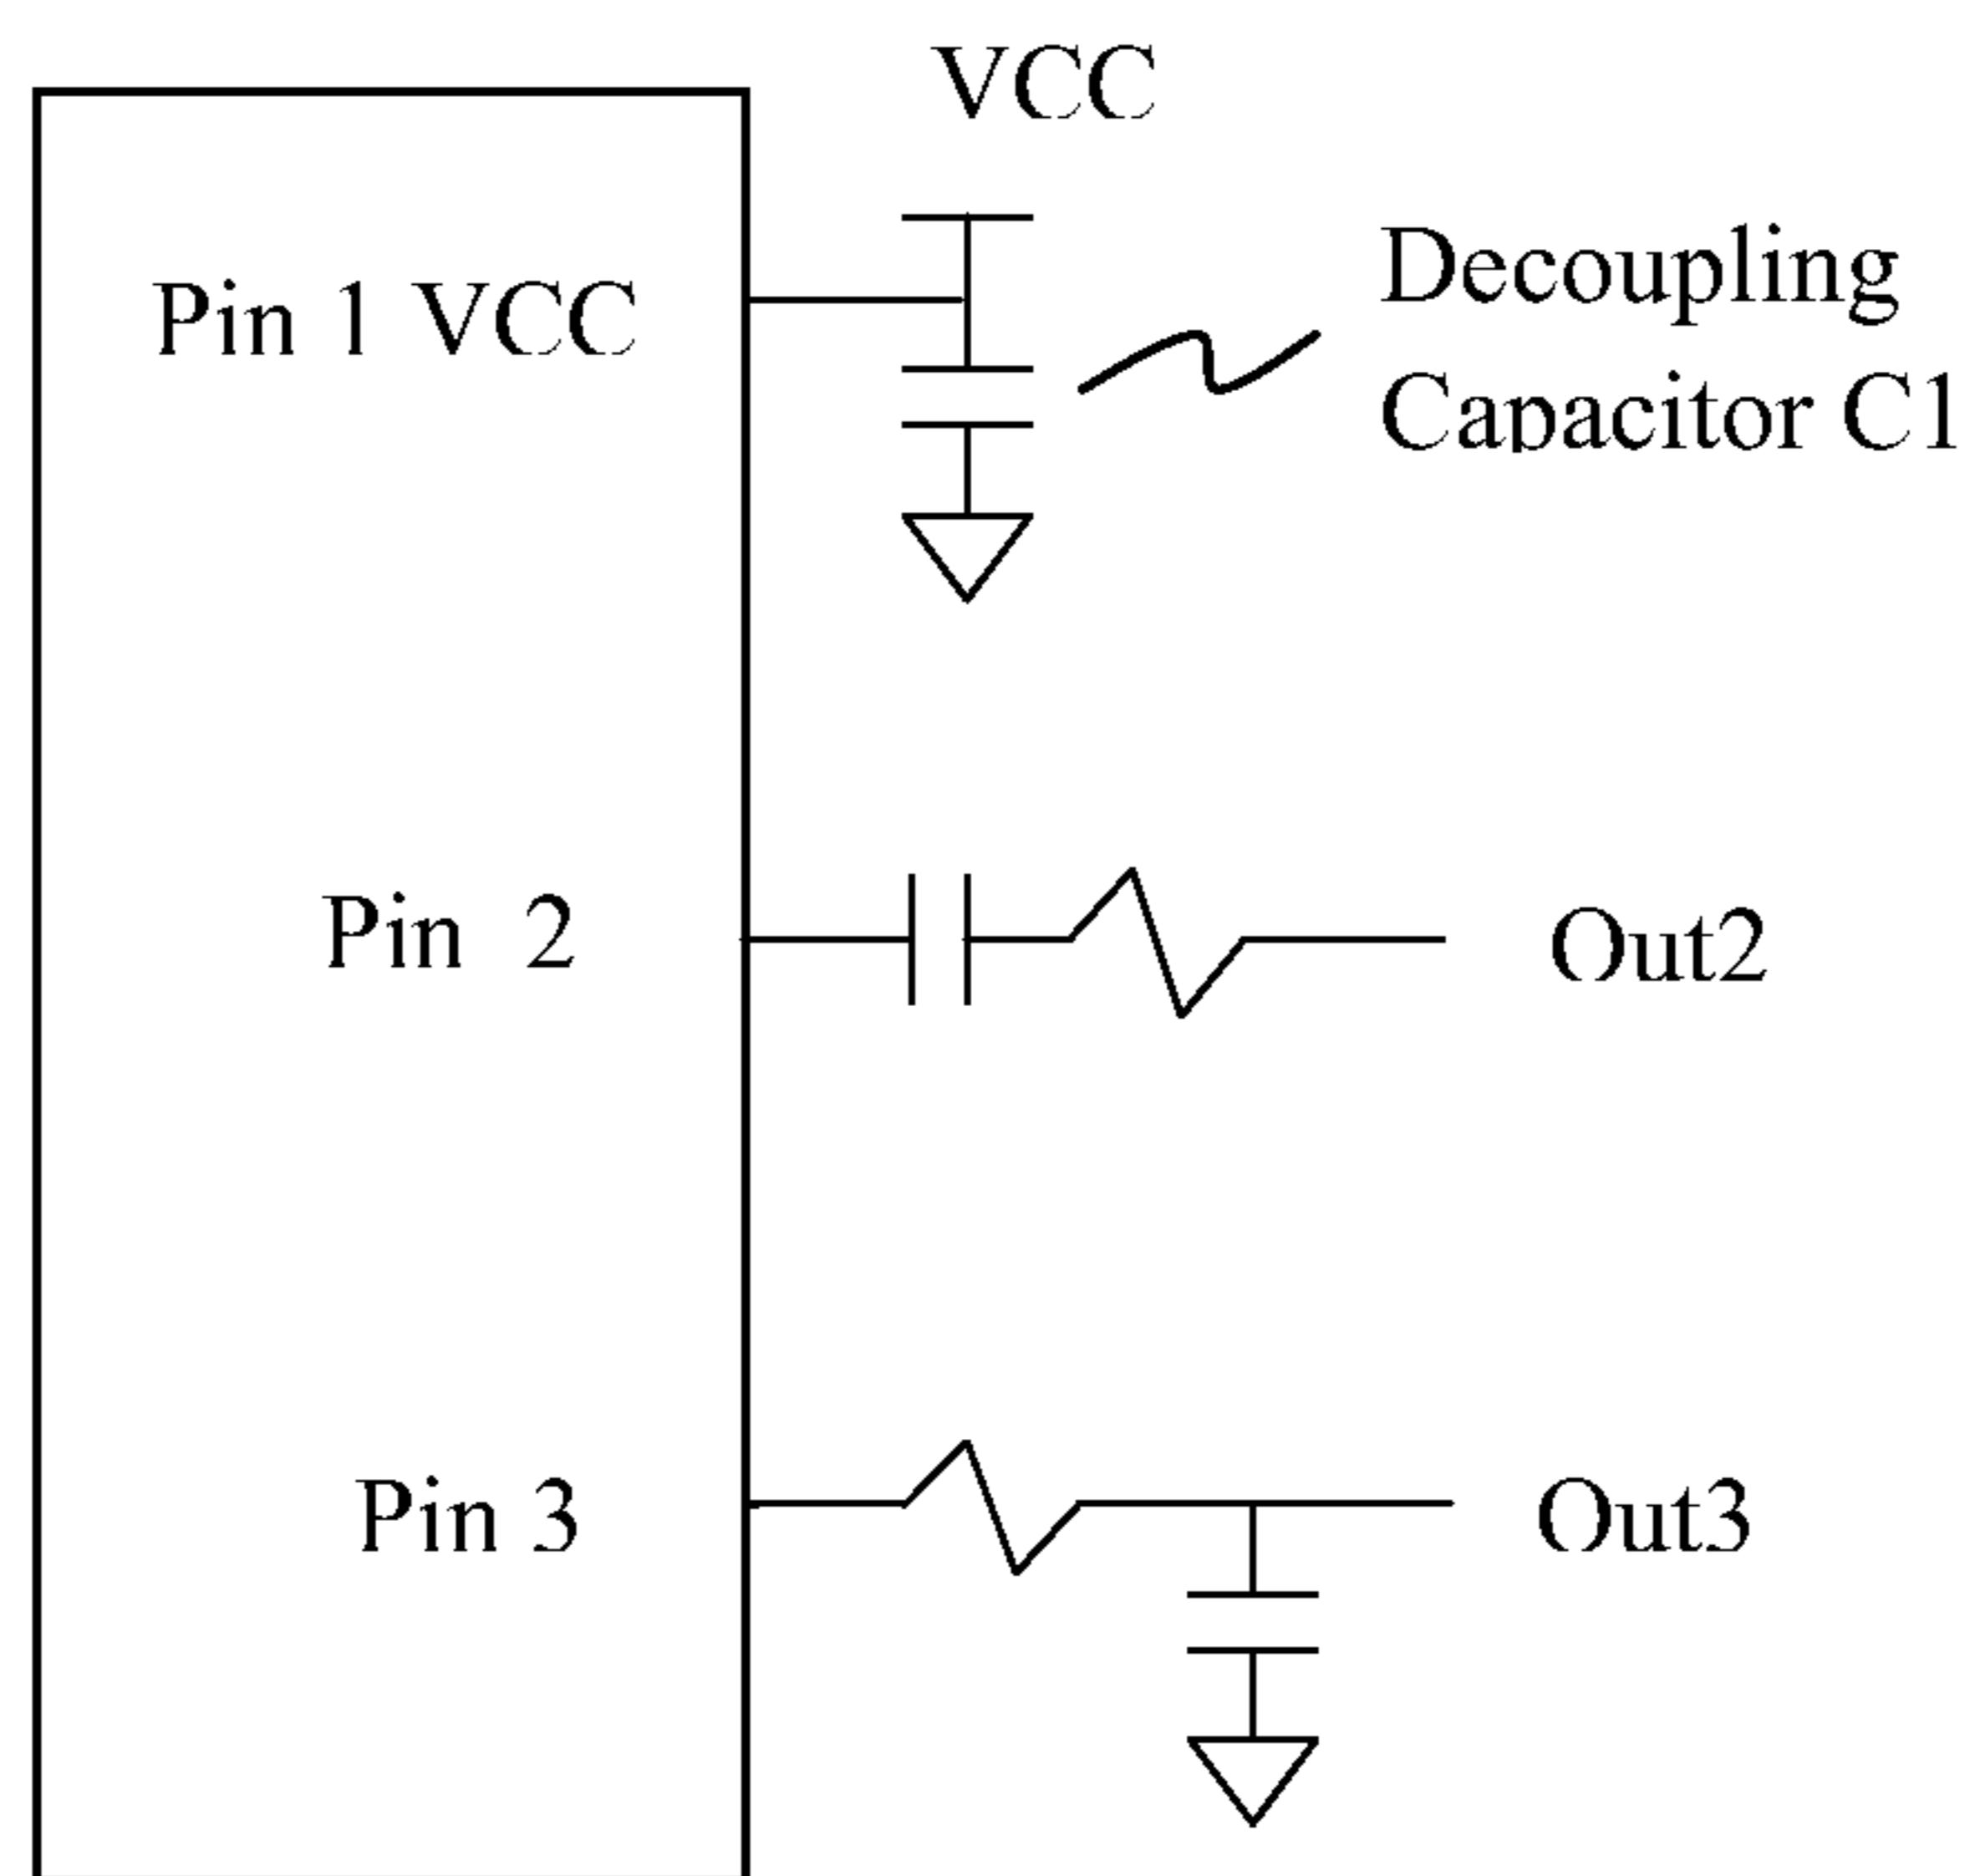 VCC
Pin 1 VCC
Decoupling
Capacitor C1
Pin 2
Out2
Pin 3
Out3